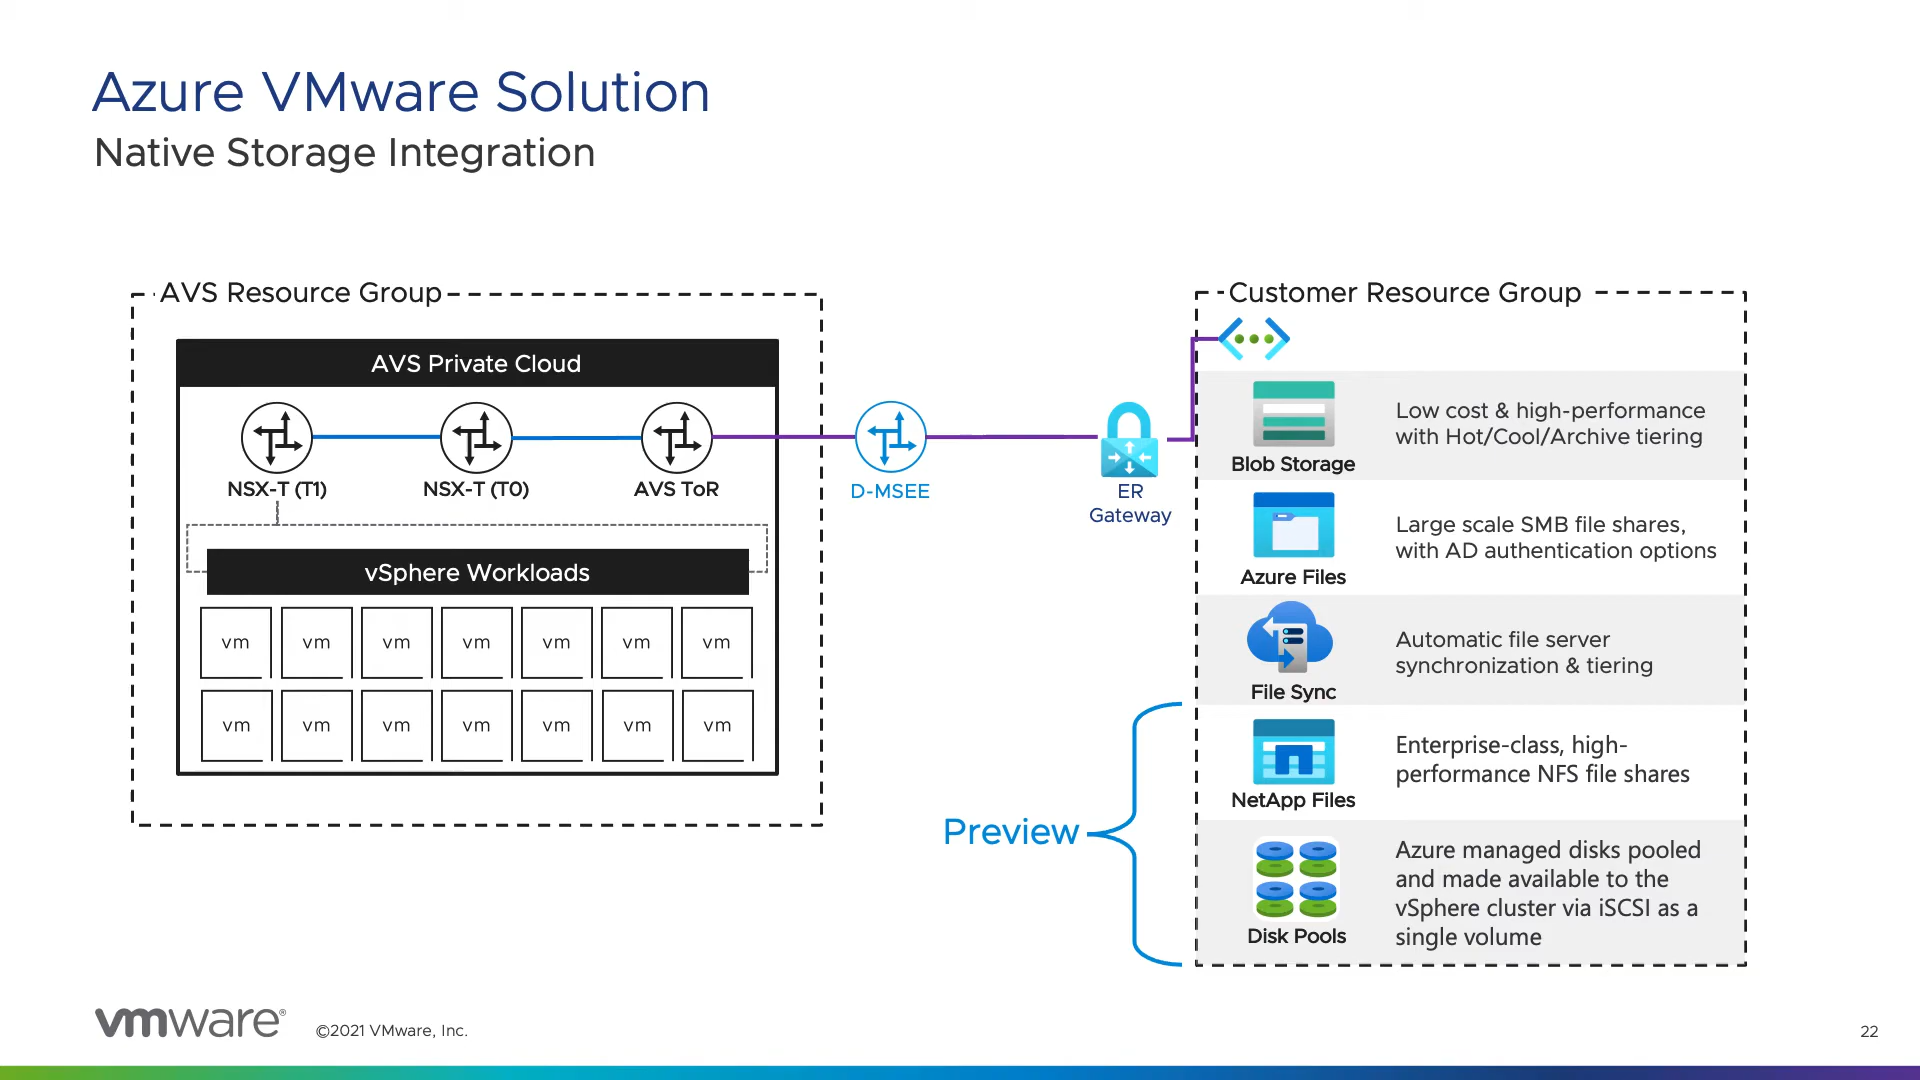 Azure VMware Solution
Native Storage Integration
AVS Resource Group
AVS Private Cloud
NSX-T (T1)
NSX-T (T0)
AVS ToR
D-MSEE
ER
Gateway
vSphere Workloads
vm vm vm vm vm vm vm
vm vm vm vm vm vm vm
Customer Resource Group
Blob Storage
Low cost & high-performance
with Hot/Cool/Archive tiering
Azure Files
Large scale SMB file shares,
with AD authentication options
File Sync
Automatic file server
synchronization & tiering
Preview
NetApp Files
Enterprise-class, high-
performance NFS file shares
Disk Pools
Azure managed disks pooled
and made available to the
vSphere cluster via iSCSI as a
single volume
vmware®
©2021 VMware, Inc.
22